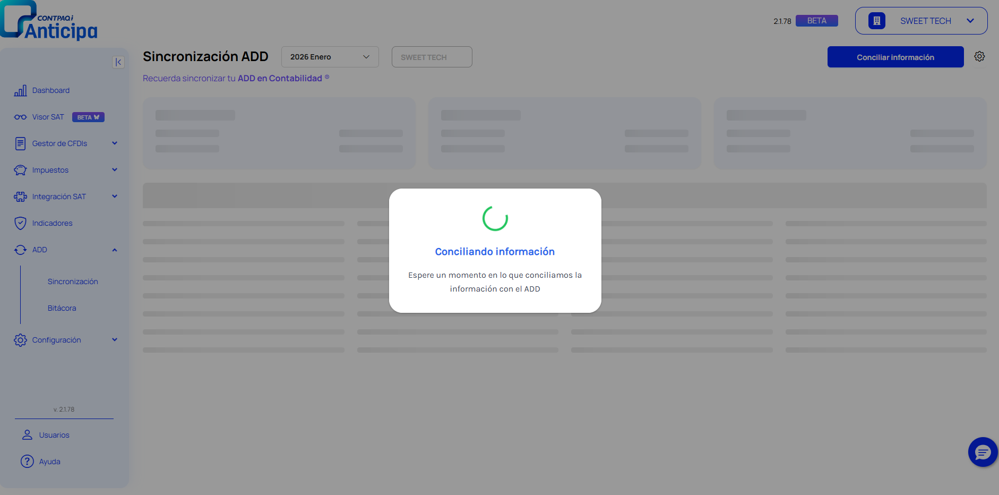 CONTPAQi
Anticipa
2.1.78 BETA
SWEET TECH
Sincronización ADD
2026 Enero
SWEET TECH
Conciliar información
Recuerda sincronizar tu ADD en Contabilidad ®
Dashboard
Visor SAT BETA
Gestor de CFDIs
Impuestos
Integración SAT
Indicadores
ADD
Sincronización
Bitácora
Configuración
v. 2.1.78
Usuarios
Ayuda
Conciliando información
Espere un momento en lo que conciliamos la
información con el ADD